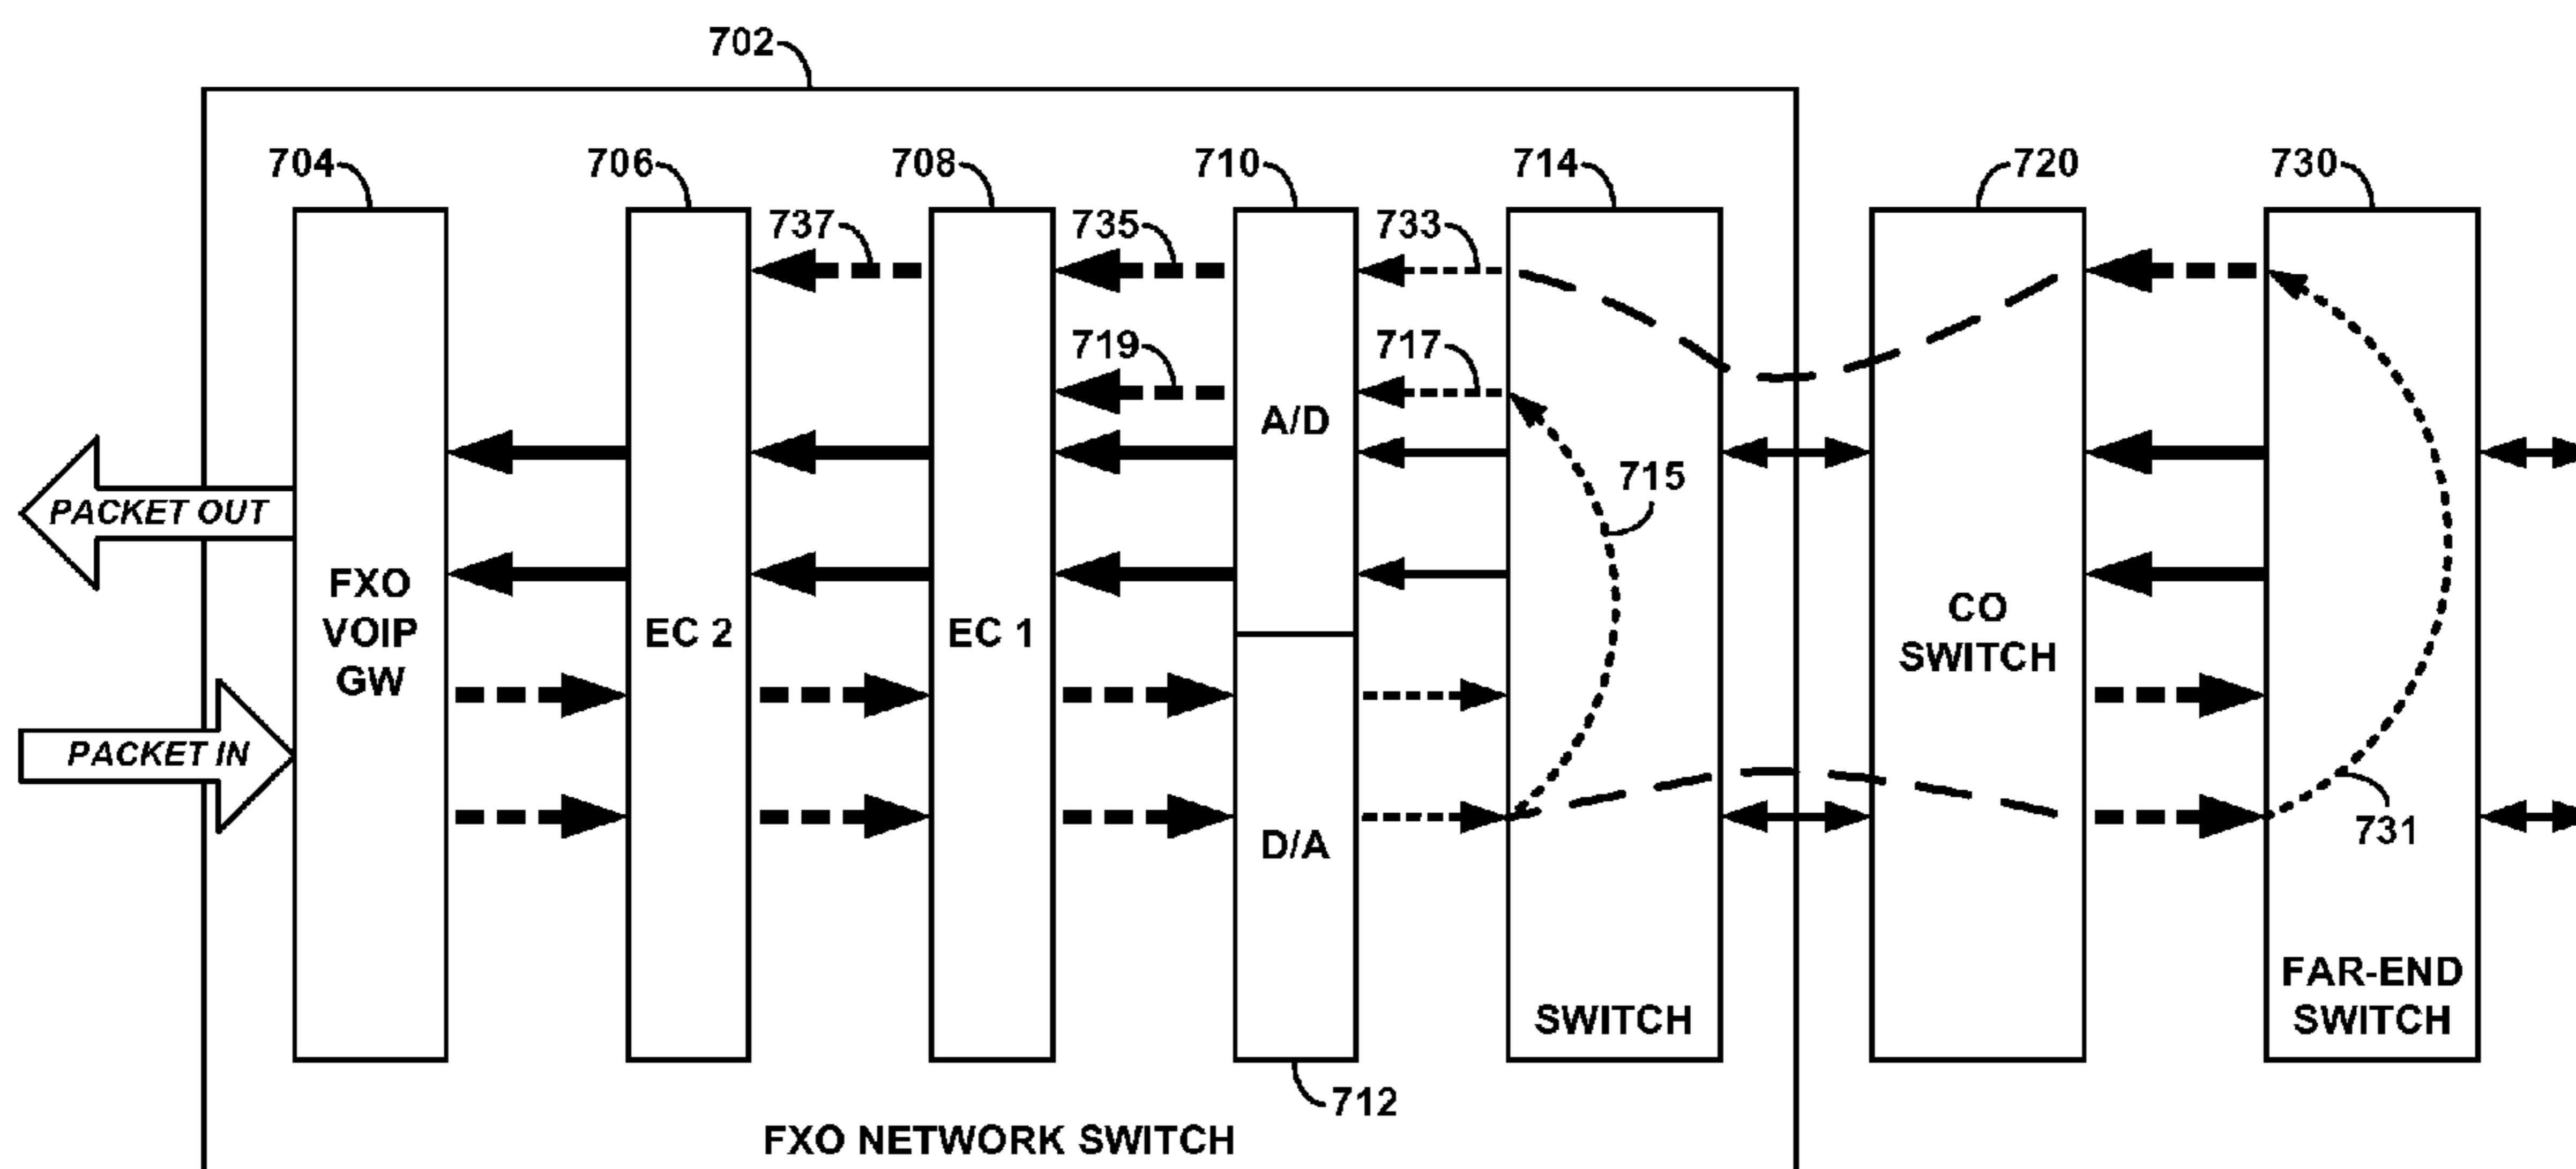 702
704
706
708
710
714
720
730
737
735
733
719
717
A/D
715
PACKET OUT
FXO
VOIP
GW
EC 2
EC 1
CO
SWITCH
PACKET IN
D/A
731
FAR-END
SWITCH
SWITCH
712
FXO NETWORK SWITCH